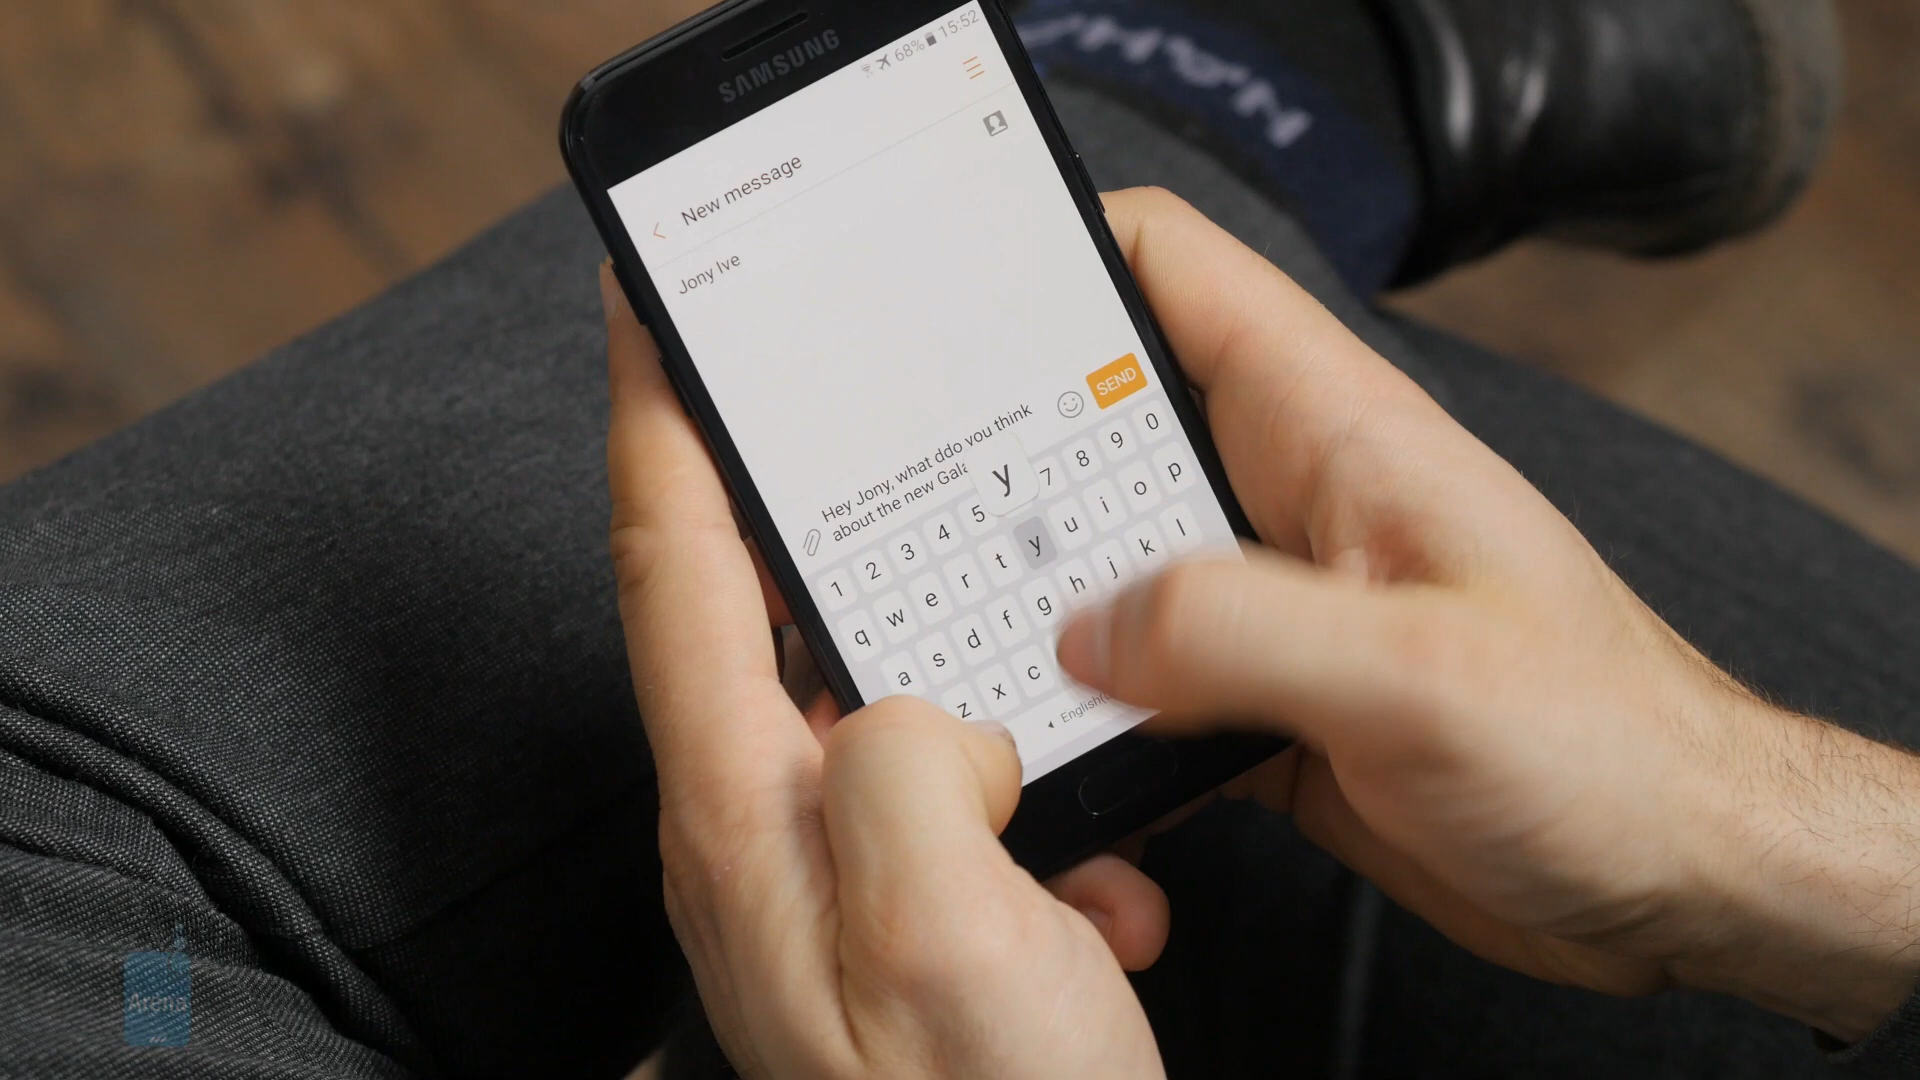 SAMSUNG
68% 15:52
New message
Jony Ive
Hey Jony, what ddo you think
about the new Gala
SEND
y
1 2 3 4 5 7 8 9 0
q w e r t y u i o p
a s d f g h j k l
z x c
English(
Arena